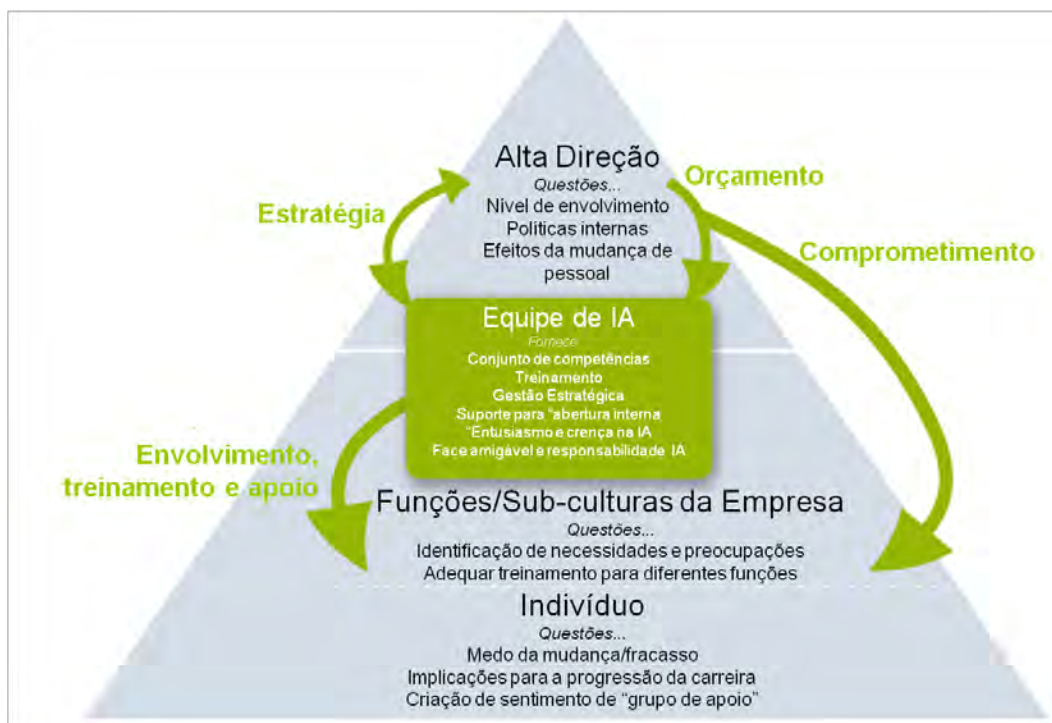 Alta Direção
Questões...
Nível de envolvimento
Políticas internas
Efeitos da mudança de
pessoal
Estratégia
Orçamento
Comprometimento
Equipe de IA
Fornece
Conjunto de competências
Treinamento
Gestão Estratégica
Suporte para “abertura interna
“Entusiasmo e crença na IA
Face amigável e responsabilidade IA
Envolvimento,
treinamento e apoio
Funções/Sub-culturas da Empresa
Questões...
Identificação de necessidades e preocupações
Adequar treinamento para diferentes funções
Indivíduo
Questões...
Medo da mudança/fracasso
Implicações para a progressão da carreira
Criação de sentimento de “grupo de apoio”